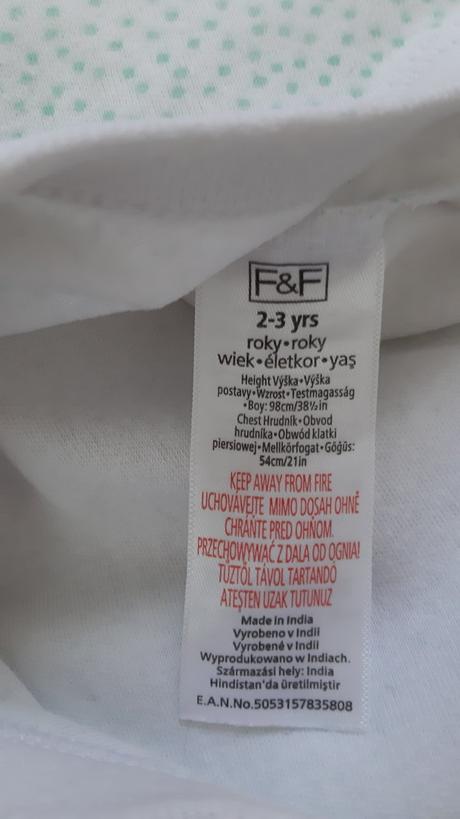 F&F
2-3 yrs
roky•roky
wiek•életkor•yaş
Height Výška•Výška
postavy•Wzrost•Testmagasság
•Boy: 98cm/38½in
Chest Hrudník•Obvod
hrudníka•Obwód klatki
piersiowej•Mellkörfogat•Göğüs:
54cm/21in
KEEP AWAY FROM FIRE
UCHOVÁVEJTE MIMO DOSAH OHNĚ
CHRÁŇTE PRED OHŇOM.
PRZECHOWYWAĆ Z DALA OD OGNIA!
TŰZTŐL TÁVOL TARTANDÓ
ATEŞTEN UZAK TUTUNUZ
Made in India
Vyrobeno v Indii
Vyrobené v Indii
Wyprodukowano w Indiach.
Származási hely: India
Hindistan'da üretilmiştir
E.A.N.No.5053157835808